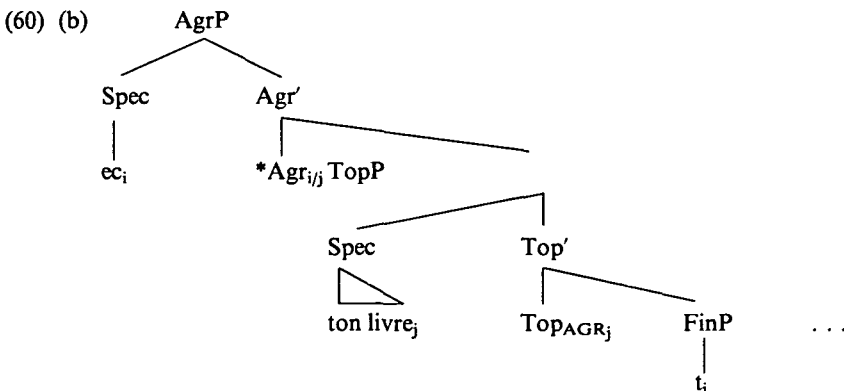 (60) (b) AgrP
Spec Agr′
ec_i *Agr_i/j TopP
Spec Top′
ton livre_j Top_AGR_j FinP ...
t_i